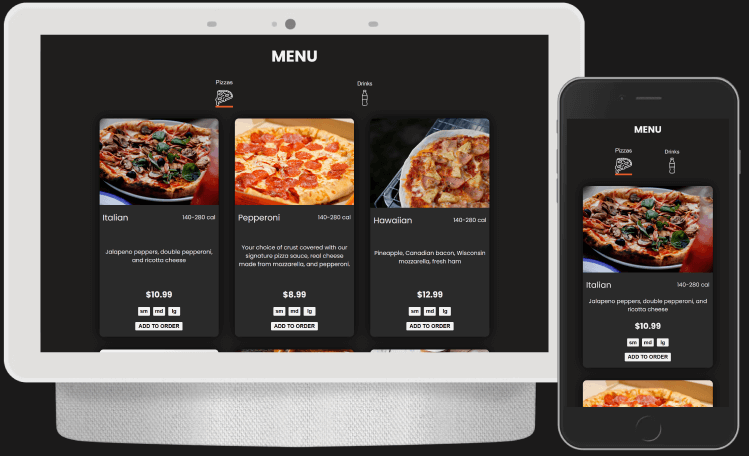 MENU
Pizzas
Drinks
Italian
140-280 cal
Jalapeno peppers, double pepperoni,
and ricotta cheese
$10.99
sm md lg
ADD TO ORDER
Pepperoni
140-280 cal
Your choice of crust covered with our
signature pizza sauce, real cheese
made from mozzarella, and pepperoni.
$8.99
sm md lg
ADD TO ORDER
Hawaiian
140-280 cal
Pineapple, Canadian bacon, Wisconsin
mozzarella, fresh ham
$12.99
sm md lg
ADD TO ORDER
MENU
Pizzas
Drinks
Italian
140-280 cal
Jalapeno peppers, double pepperoni, and
ricotta cheese
$10.99
sm md lg
ADD TO ORDER